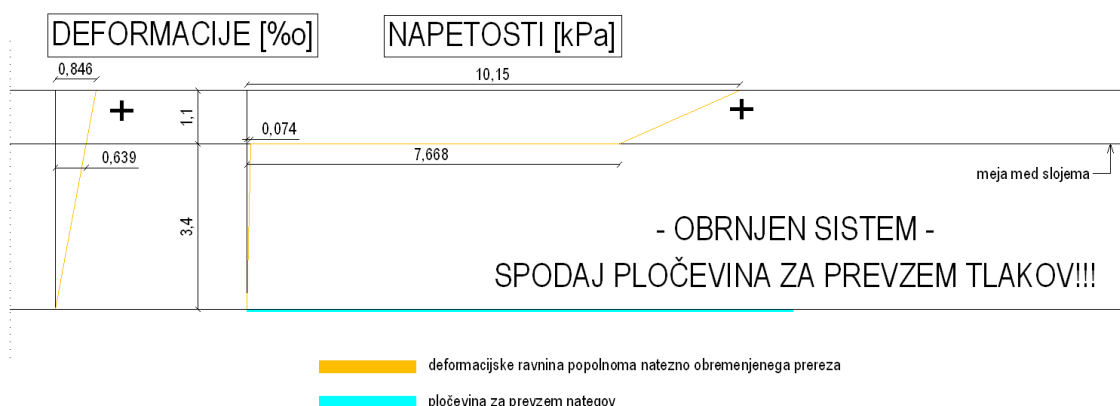 DEFORMACIJE [%o]
NAPETOSTI [kPa]
0,846
10,15
+
+
1,1
0,074
0,639
7,668
meja med slojema
3,4
- OBRNJEN SISTEM -
SPODAJ PLOČEVINA ZA PREVZEM TLAKOV!!!
deformacijske ravnina popolnoma natezno obremenjenega prereza
pločevina za prevzem nategov